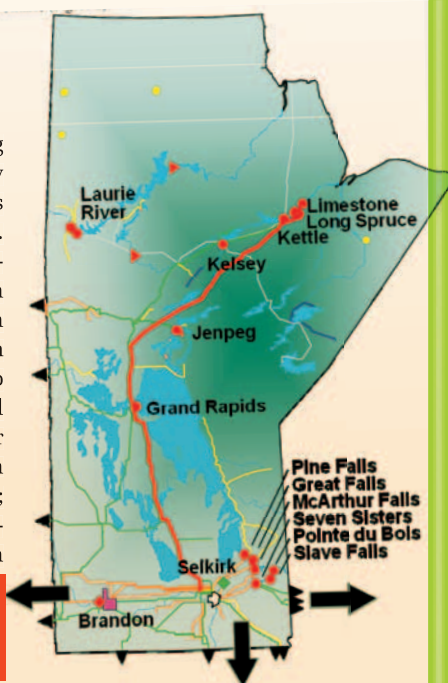 Laurie
River
Limestone
Long Spruce
Kettle
Kelsey
Jenpeg
Grand Rapids
Pine Falls
Great Falls
McArthur Falls
Seven Sisters
Pointe du Bois
Slave Falls
Selkirk
Brandon